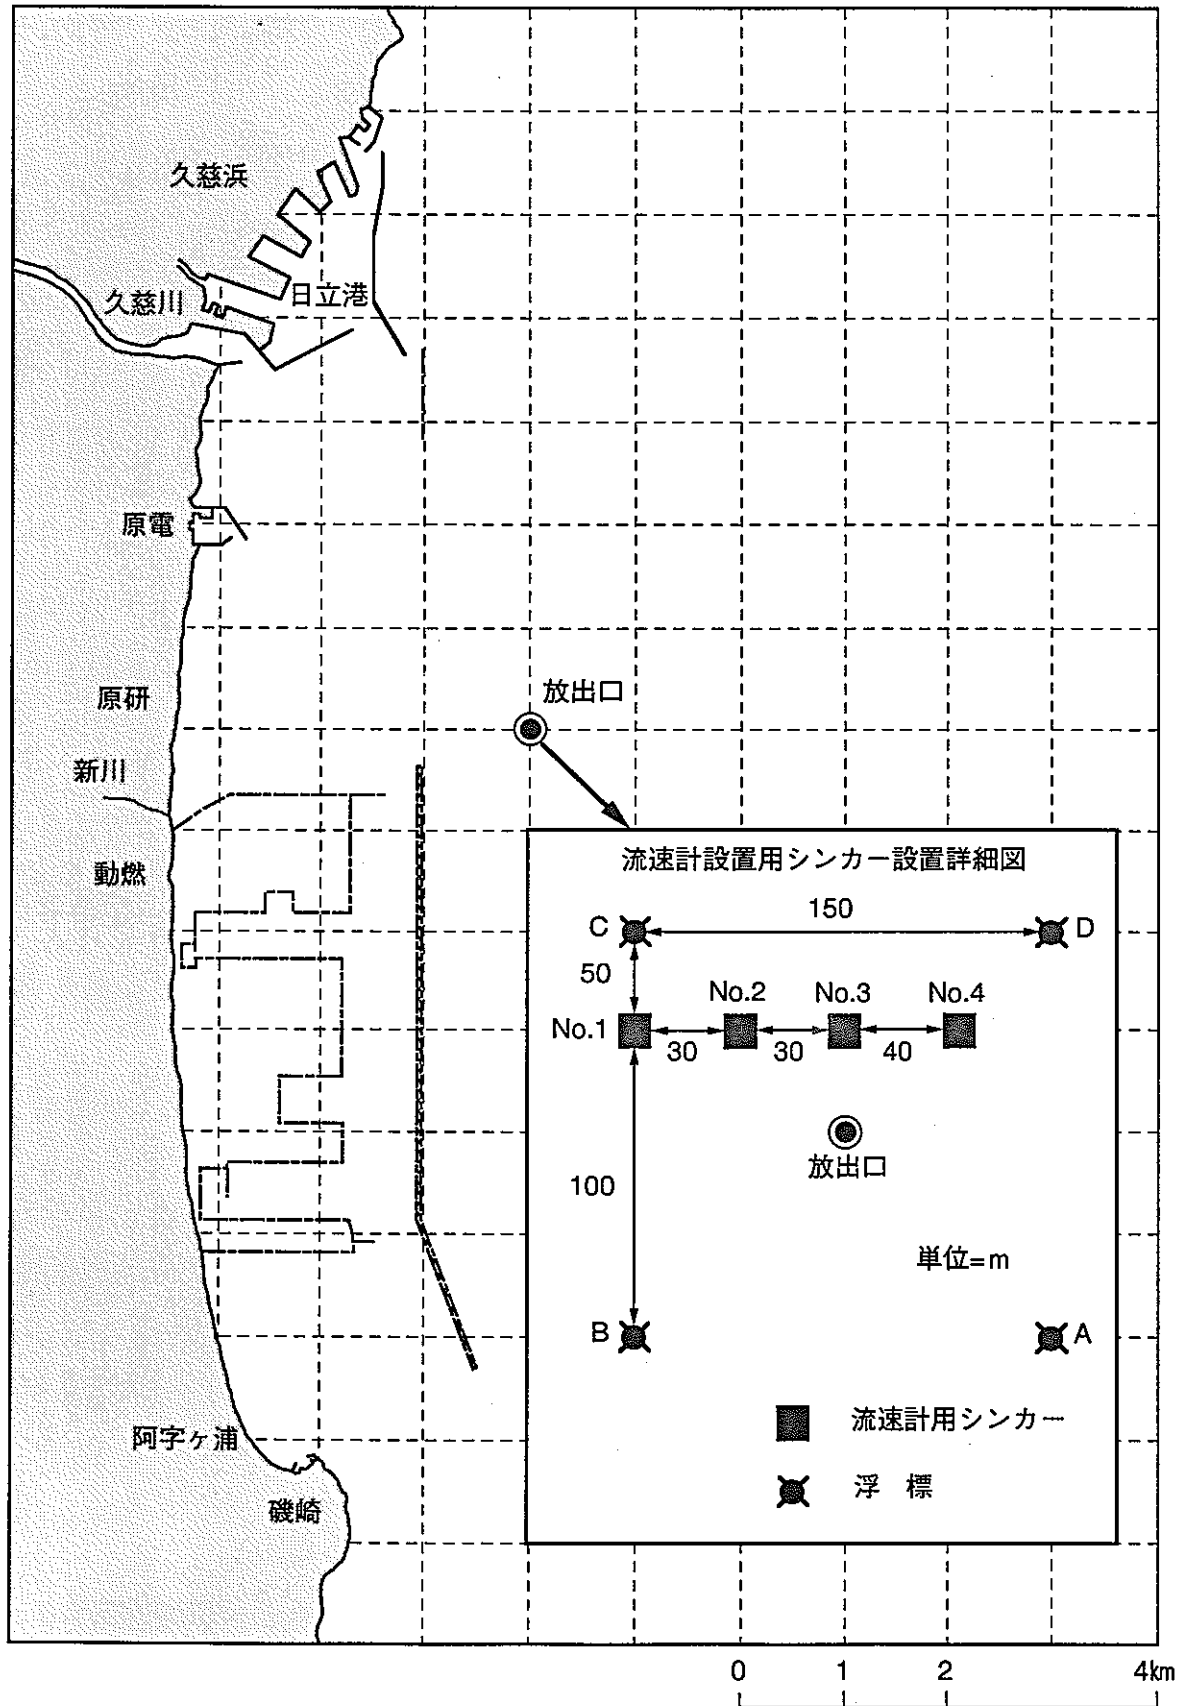 久慈浜
久慈川
日立港
原電
原研
放出口
新川
動燃
流速計設置用シンカー設置詳細図
150
C
D
50
No.2
No.3
No.4
No.1
30
30
40
放出口
100
単位=m
B
A
流速計用シンカー
阿字ヶ浦
浮 標
磯崎
0 1 2 4km